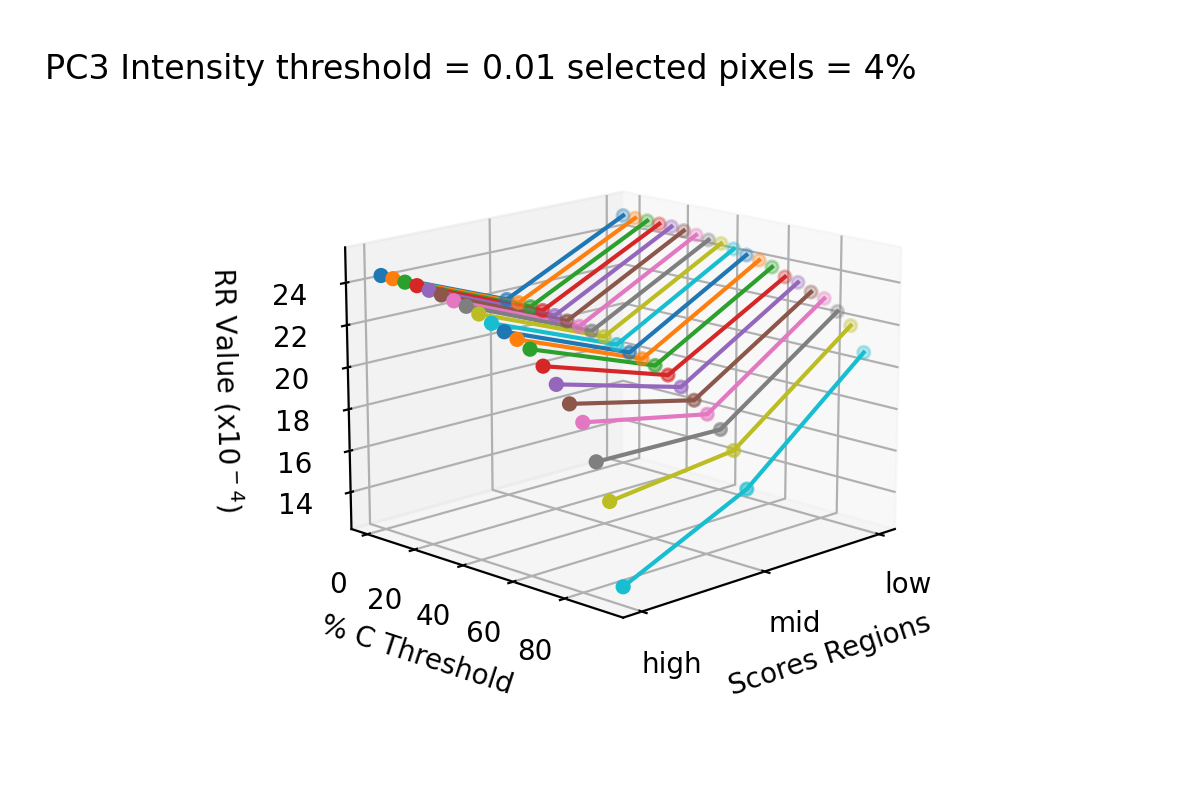 PC3 Intensity threshold = 0.01 selected pixels = 4%
RR Value (x10⁻⁴)
24
22
20
18
16
14
0
20
40
60
80
% C Threshold
high
mid
low
Scores Regions